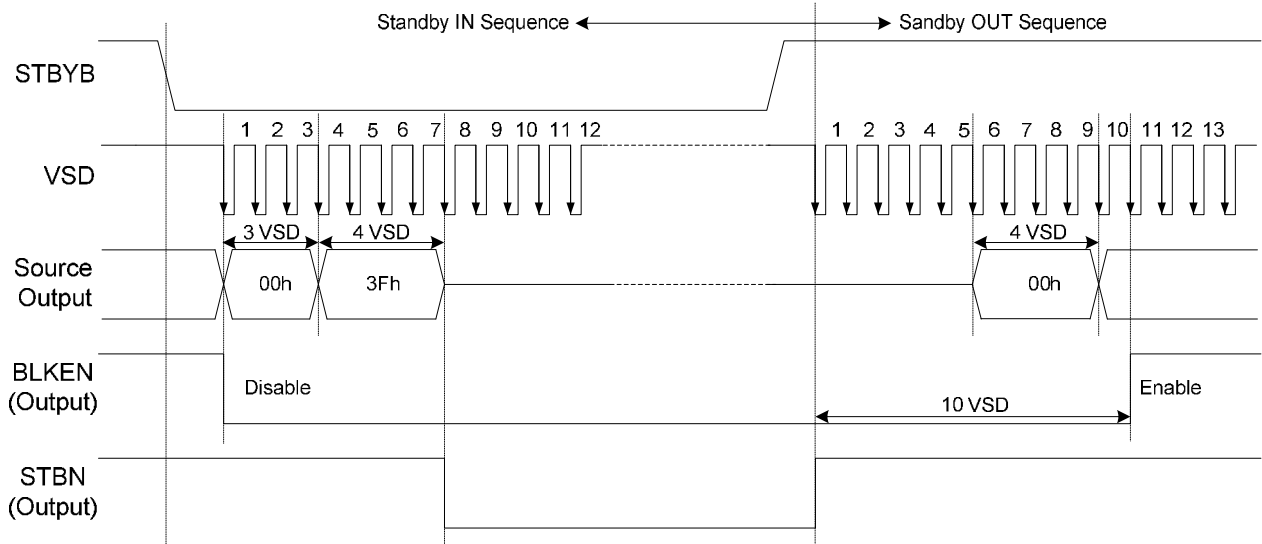 Standby IN Sequence
Sandby OUT Sequence
STBYB
1 2 3 4 5 6 7 8 9 10 11 12
1 2 3 4 5 6 7 8 9 10 11 12 13
VSD
3 VSD
4 VSD
4 VSD
Source
Output
00h
3Fh
00h
BLKEN
(Output)
Disable
10 VSD
Enable
STBN
(Output)